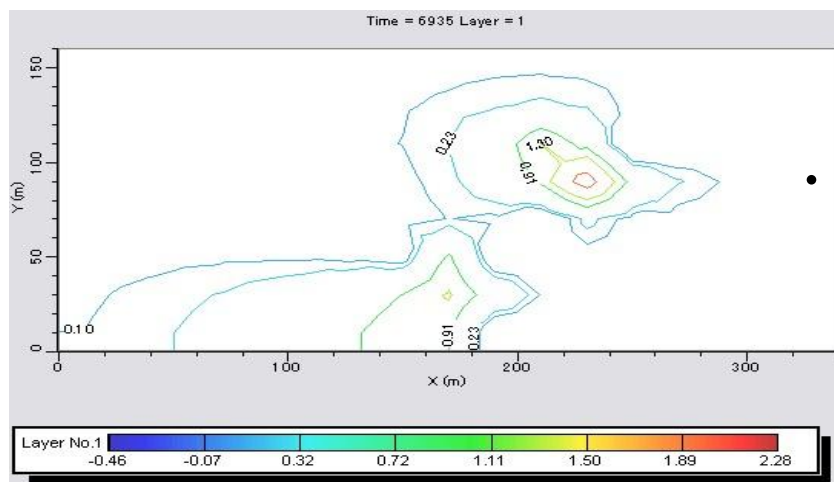 Time = 6935 Layer = 1
150
100
50
0
Y (m)
0.23
1.30
0.91
-0.10
0.91
0.23
0 100 200 300
X (m)
Layer No.1
-0.46 -0.07 0.32 0.72 1.11 1.50 1.89 2.28